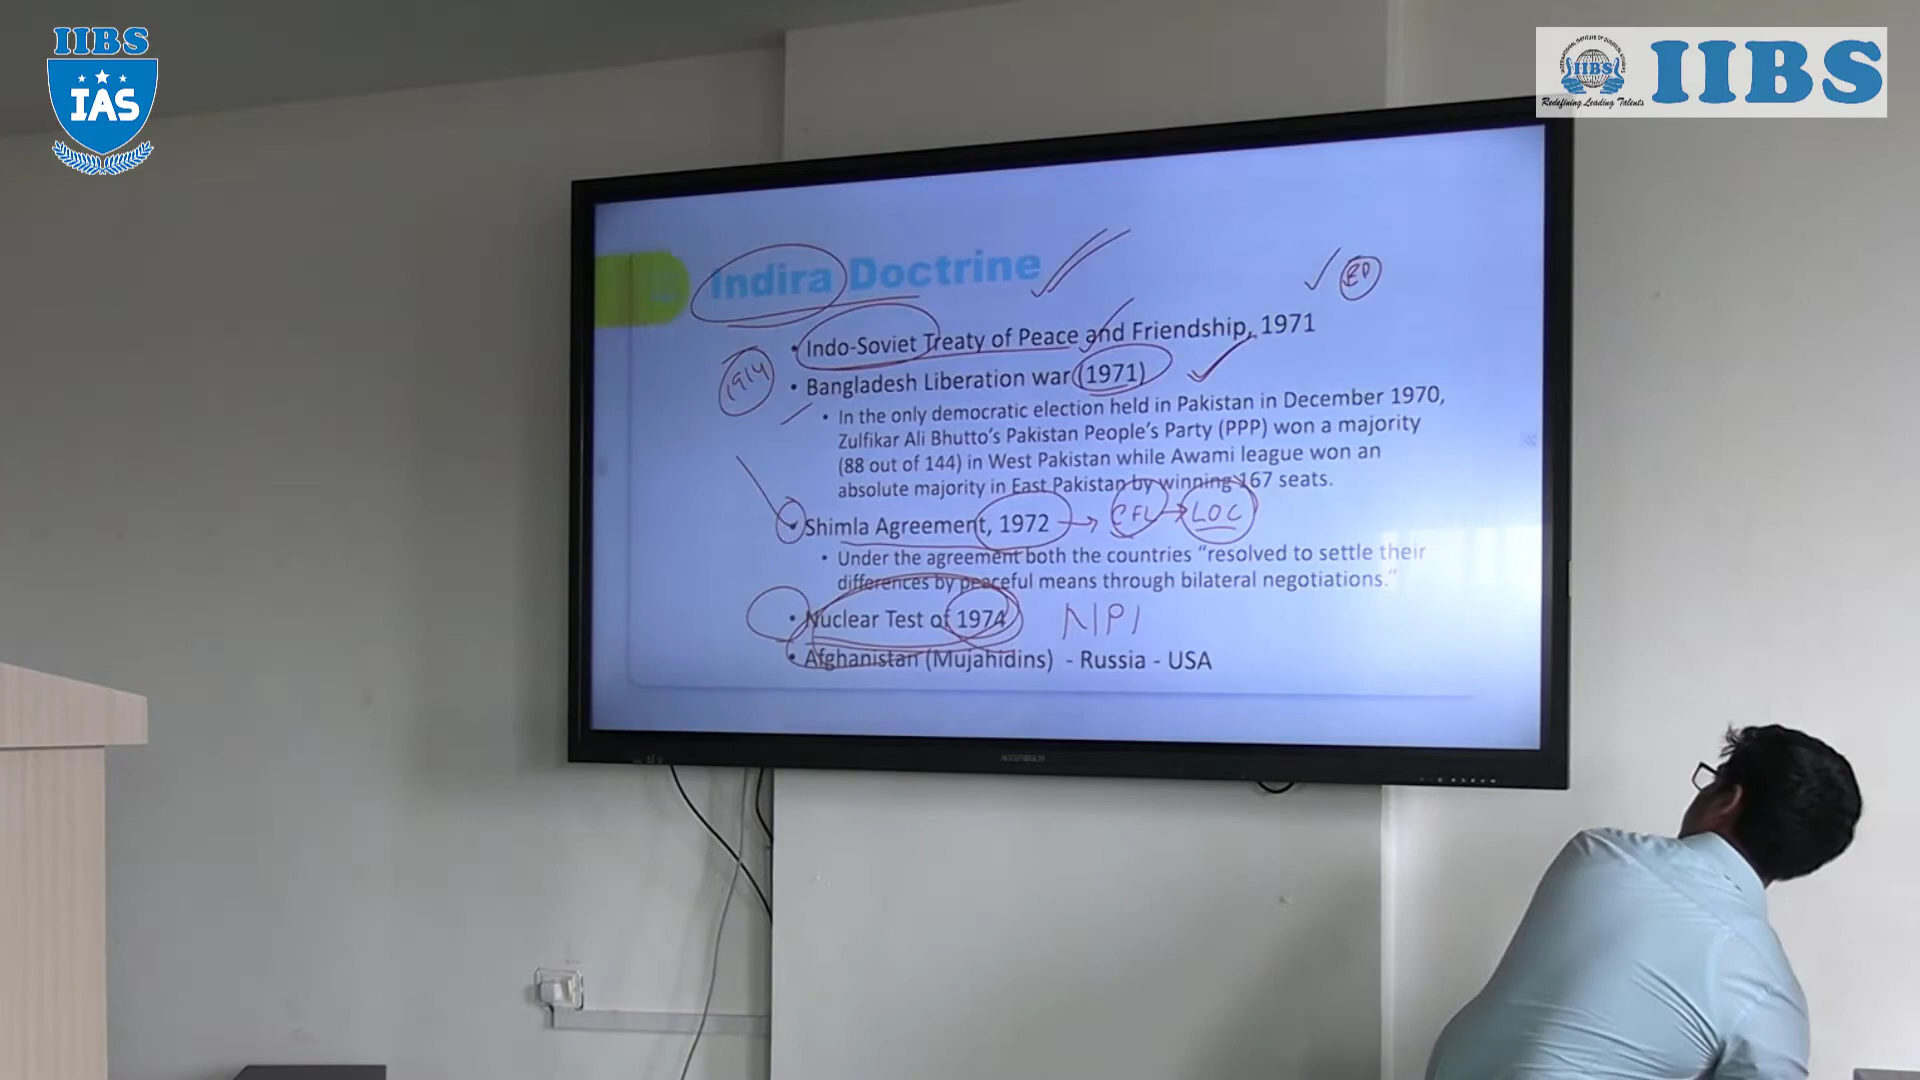 IIBS
IAS
IIBS
Redefining Leading Talents
IIBS
Indira Doctrine
• Indo-Soviet Treaty of Peace and Friendship, 1971
• Bangladesh Liberation war (1971)
• In the only democratic election held in Pakistan in December 1970,
Zulfikar Ali Bhutto's Pakistan People's Party (PPP) won a majority
(88 out of 144) in West Pakistan while Awami league won an
absolute majority in East Pakistan by winning 167 seats.
• Shimla Agreement, 1972 → CFL → LOC
• Under the agreement both the countries “resolved to settle their
differences by peaceful means through bilateral negotiations.”
• Nuclear Test of 1974
• Afghanistan (Mujahidins) - Russia - USA